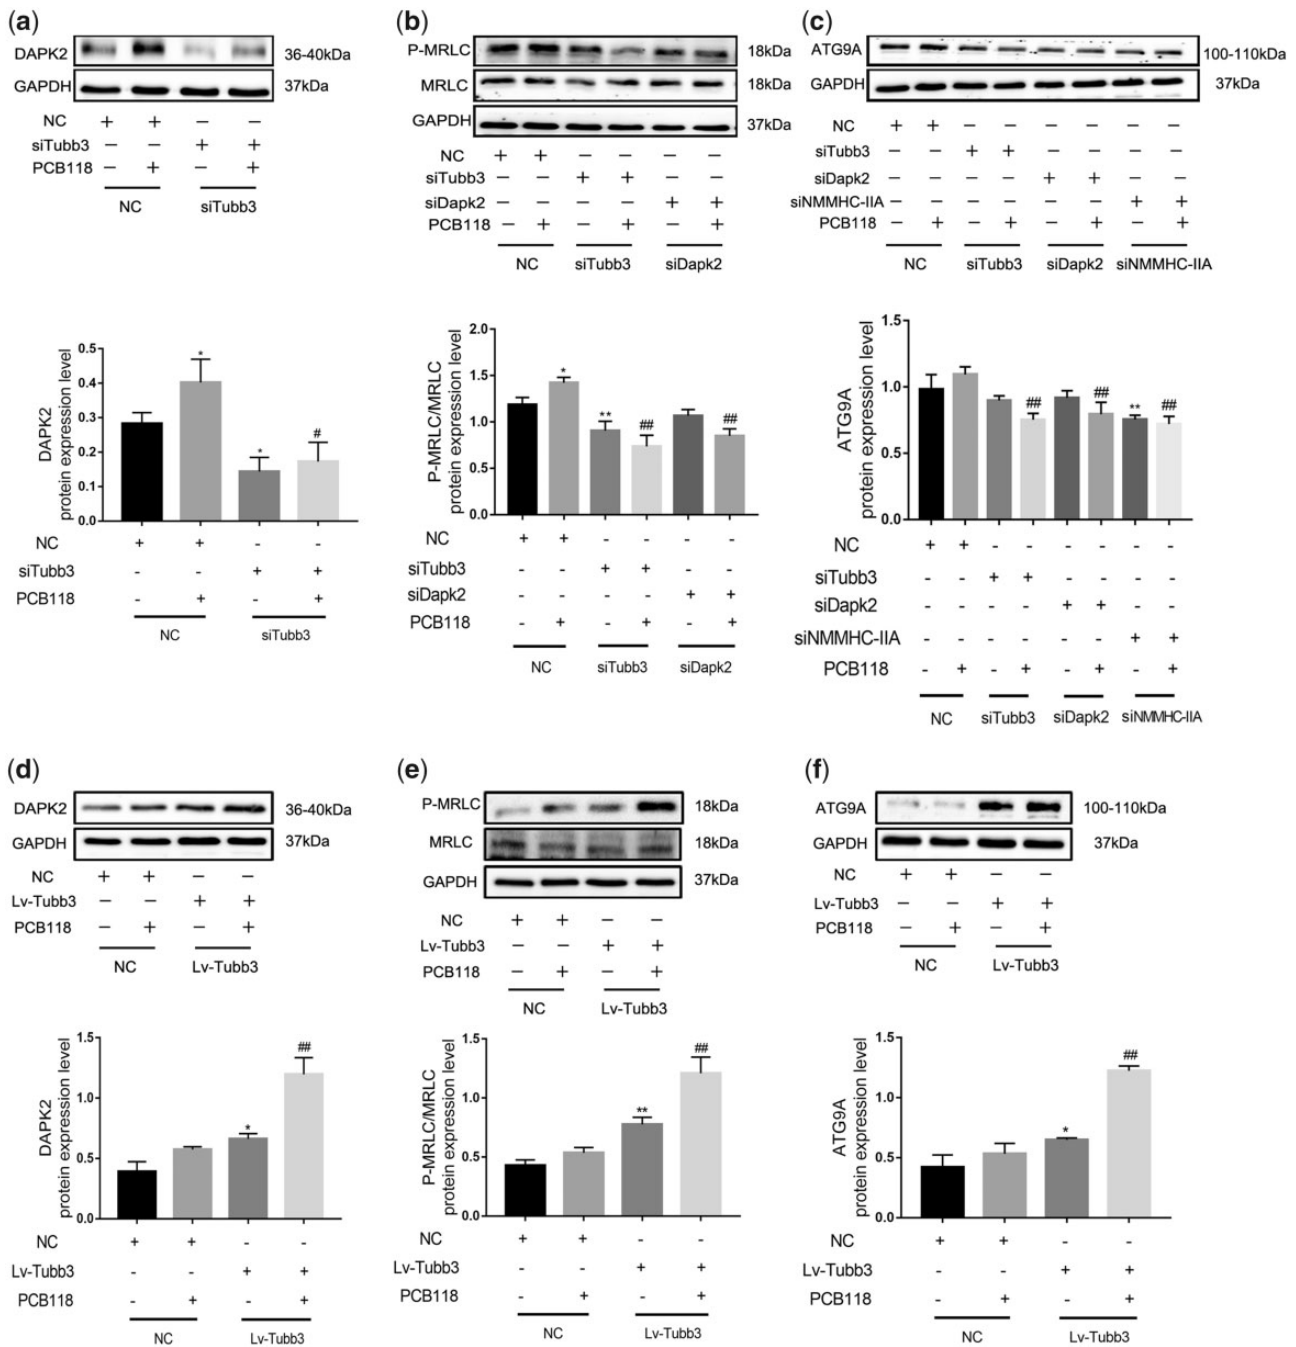 (a)
DAPK2 36-40kDa
GAPDH 37kDa
NC + + − −
siTubb3 − − + +
PCB118 − + − +
NC siTubb3
(b)
P-MRLC 18kDa
MRLC 18kDa
GAPDH 37kDa
NC + + − − − −
siTubb3 − − + + − −
siDapk2 − − − − + +
PCB118 − + − + − +
NC siTubb3 siDapk2
(c)
ATG9A 100-110kDa
GAPDH 37kDa
NC + + − − − − − −
siTubb3 − − + + − − − −
siDapk2 − − − − + + − −
siNMMHC-IIA − − − − − − + +
PCB118 − + − + − + − +
NC siTubb3 siDapk2 siNMMHC-IIA
DAPK2
protein expression level
0.5
0.4
0.3
0.2
0.1
0.0
* * #
NC + + - -
siTubb3 - - + +
PCB118 - + - +
NC siTubb3
P-MRLC/MRLC
protein expression level
2.0
1.5
1.0
0.5
0.0
* ** ## ##
NC + + - - - -
siTubb3 - - + + - -
siDapk2 - - - - + +
PCB118 - + - + - +
NC siTubb3 siDapk2
ATG9A
protein expression level
1.5
1.0
0.5
0.0
## ## ** ##
NC + + - - - - - -
siTubb3 - - + + - - - -
siDapk2 - - - - + + - -
siNMMHC-IIA - - - - - - + +
PCB118 - + - + - + - +
NC siTubb3 siDapk2 siNMMHC-IIA
(d)
DAPK2 36-40kDa
GAPDH 37kDa
NC + + − −
Lv-Tubb3 − − + +
PCB118 − + − +
NC Lv-Tubb3
(e)
P-MRLC 18kDa
MRLC 18kDa
GAPDH 37kDa
NC + + − −
Lv-Tubb3 − − + +
PCB118 − + − +
NC Lv-Tubb3
(f)
ATG9A 100-110kDa
GAPDH 37kDa
NC + + − −
Lv-Tubb3 − − + +
PCB118 − + − +
NC Lv-Tubb3
DAPK2
protein expression level
1.5
1.0
0.5
0.0
* ##
NC + + - -
Lv-Tubb3 - - + +
PCB118 - + - +
NC Lv-Tubb3
P-MRLC/MRLC
protein expression level
1.5
1.0
0.5
0.0
** ##
NC + + - -
Lv-Tubb3 - - + +
PCB118 - + - +
NC Lv-Tubb3
ATG9A
protein expression level
1.5
1.0
0.5
0.0
* ##
NC + + - -
Lv-Tubb3 - - + +
PCB118 - + - +
NC Lv-Tubb3